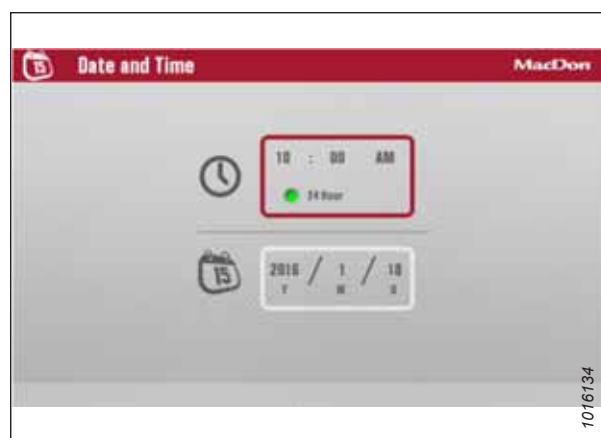 15 Date and Time MacDon
10 : 00 AM
24 Hour
15 2016 / 1 / 18
Y M D
1016134